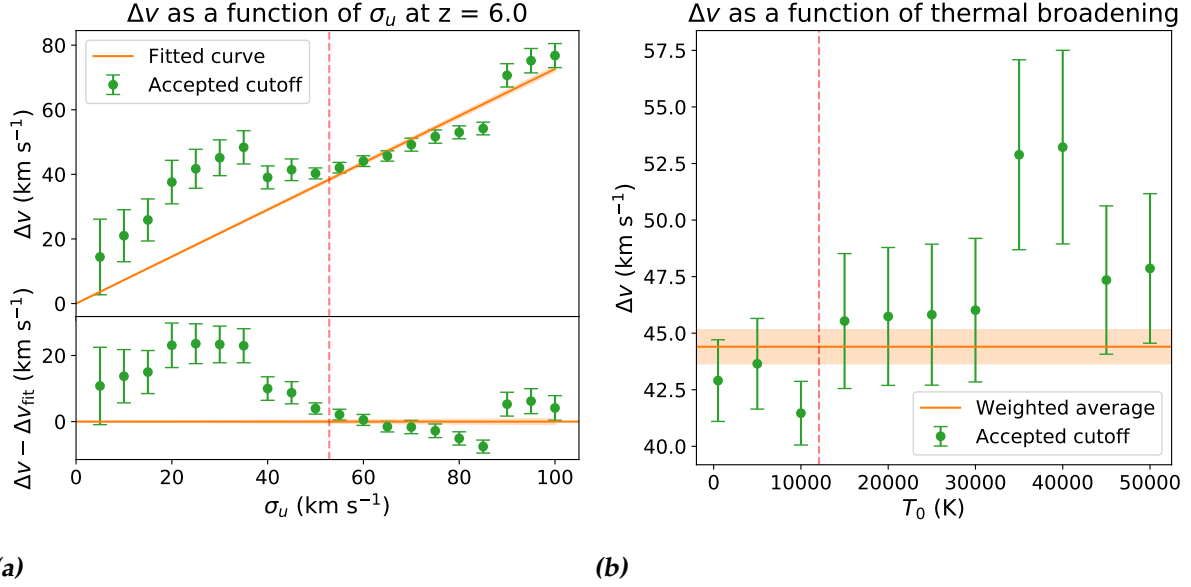 Δv as a function of σᵤ at z = 6.0
Fitted curve
Accepted cutoff
Δv (km s⁻¹)
80
60
40
20
0
Δv − Δv_fit (km s⁻¹)
20
0
0 20 40 60 80 100
σᵤ (km s⁻¹)
(a)
Δv as a function of thermal broadening
Δv (km s⁻¹)
57.5
55.0
52.5
50.0
47.5
45.0
42.5
40.0
Weighted average
Accepted cutoff
0 10000 20000 30000 40000 50000
T₀ (K)
(b)